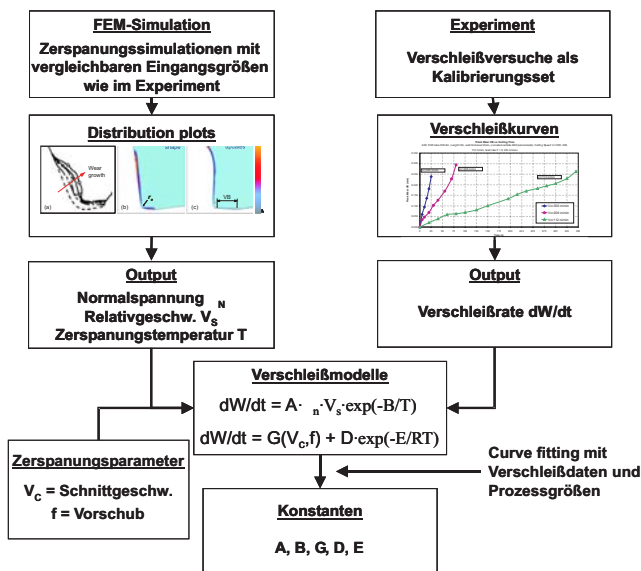 FEM-Simulation
Zerspanungssimulationen mit
vergleichbaren Eingangsgrößen
wie im Experiment
Experiment
Verschleißversuche als
Kalibrierungsset
Distribution plots
Wear
growth
(a)
(b)
(c)
VB
Verschleißkurven
Output
Normalspannung N
Relativgeschw. VS
Zerspanungstemperatur T
Output
Verschleißrate dW/dt
Verschleißmodelle
dW/dt = A· n·Vs·exp(-B/T)
dW/dt = G(Vc,f) + D·exp(-E/RT)
Zerspanungsparameter
VC = Schnittgeschw.
f = Vorschub
Curve fitting mit
Verschleißdaten und
Prozessgrößen
Konstanten
A, B, G, D, E